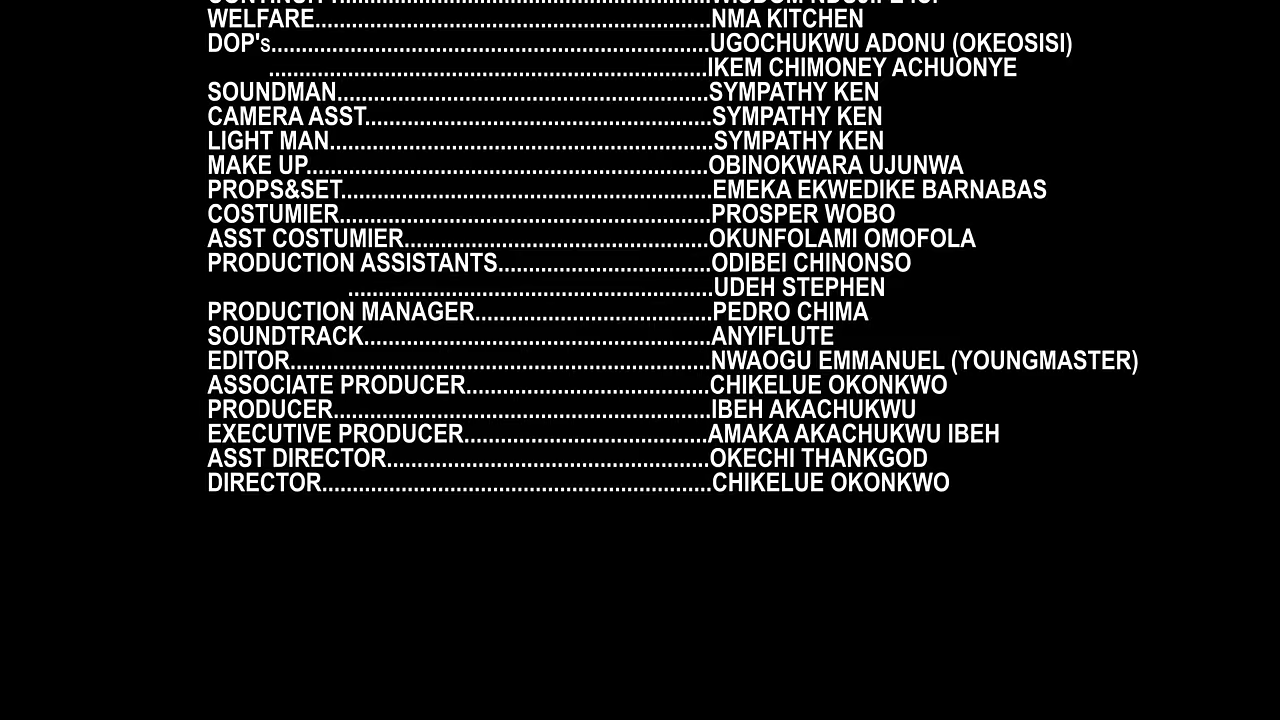 WELFARE..........................................................NMA KITCHEN
DOP's.................................................................UGOCHUKWU ADONU (OKEOSISI)
.................................................................IKEM CHIMONEY ACHUONYE
SOUNDMAN......................................................SYMPATHY KEN
CAMERA ASST..................................................SYMPATHY KEN
LIGHT MAN........................................................SYMPATHY KEN
MAKE UP...........................................................OBINOKWARA UJUNWA
PROPS&SET......................................................EMEKA EKWEDIKE BARNABAS
COSTUMIER......................................................PROSPER WOBO
ASST COSTUMIER............................................OKUNFOLAMI OMOFOLA
PRODUCTION ASSISTANTS...............................ODIBEI CHINONSO
.....................................................UDEH STEPHEN
PRODUCTION MANAGER...................................PEDRO CHIMA
SOUNDTRACK...................................................ANYIFLUTE
EDITOR..............................................................NWAOGU EMMANUEL (YOUNGMASTER)
ASSOCIATE PRODUCER....................................CHIKELUE OKONKWO
PRODUCER.......................................................IBEH AKACHUKWU
EXECUTIVE PRODUCER....................................AMAKA AKACHUKWU IBEH
ASST DIRECTOR...............................................OKECHI THANKGOD
DIRECTOR.........................................................CHIKELUE OKONKWO